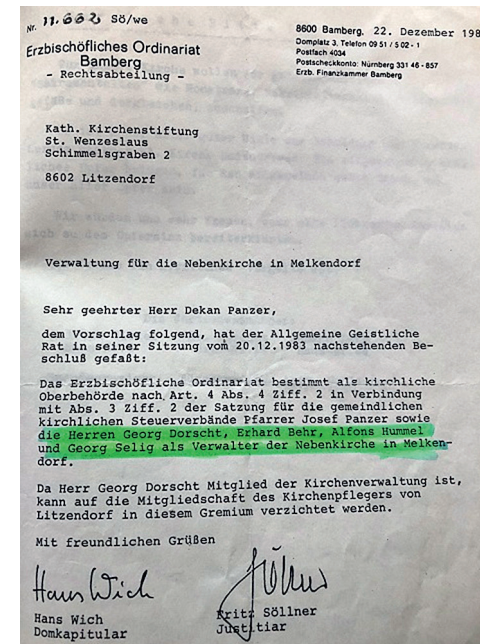 Nr. 11.662 Sö/we
Erzbischöfliches Ordinariat
Bamberg
- Rechtsabteilung -
8600 Bamberg, 22. Dezember 198
Domplatz 3, Telefon 09 51 / 5 02 - 1
Postfach 4034
Postscheckkonto: Nürnberg 331 46 - 857
Erzb. Finanzkammer Bamberg
Kath. Kirchenstiftung
St. Wenzeslaus
Schimmelsgraben 2
8602 Litzendorf
Verwaltung für die Nebenkirche in Melkendorf
Sehr geehrter Herr Dekan Panzer,
dem Vorschlag folgend, hat der Allgemeine Geistliche
Rat in seiner Sitzung vom 20.12.1983 nachstehenden Be-
schluß gefaßt:
Das Erzbischöfliche Ordinariat bestimmt als kirchliche
Oberbehörde nach Art. 4 Abs. 4 Ziff. 2 in Verbindung
mit Abs. 3 Ziff. 2 der Satzung für die gemeindlichen
kirchlichen Steuerverbände Pfarrer Josef Panzer sowie
die Herren Georg Dorscht, Erhard Behr, Alfons Hummel
und Georg Selig als Verwalter der Nebenkirche in Melken-
dorf.
Da Herr Georg Dorscht Mitglied der Kirchenverwaltung ist,
kann auf die Mitgliedschaft des Kirchenpflegers von
Litzendorf in diesem Gremium verzichtet werden.
Mit freundlichen Grüßen
Hans Wich
Hans Wich
Domkapitular
Fritz Söllner
Justitiar